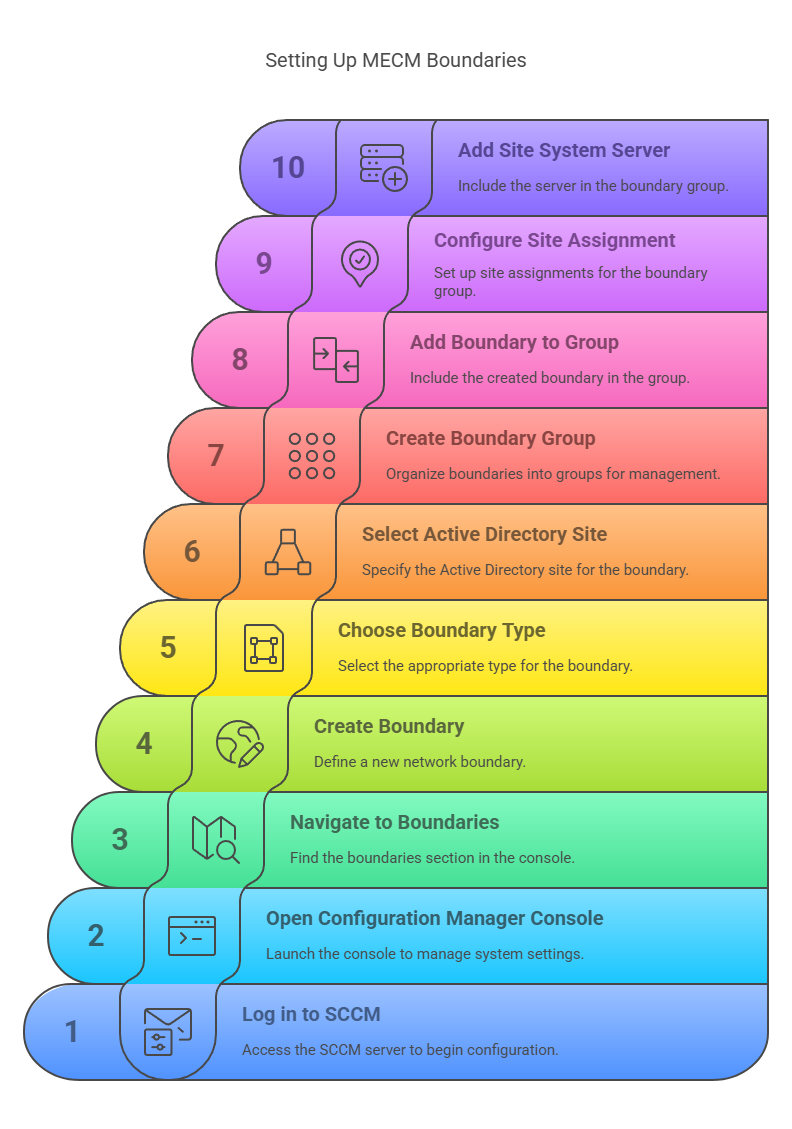 Setting Up MECM Boundaries
10
Add Site System Server
Include the server in the boundary group.
9
Configure Site Assignment
Set up site assignments for the boundary
group.
8
Add Boundary to Group
Include the created boundary in the group.
7
Create Boundary Group
Organize boundaries into groups for management.
6
Select Active Directory Site
Specify the Active Directory site for the boundary.
5
Choose Boundary Type
Select the appropriate type for the boundary.
4
Create Boundary
Define a new network boundary.
3
Navigate to Boundaries
Find the boundaries section in the console.
2
Open Configuration Manager Console
Launch the console to manage system settings.
1
Log in to SCCM
Access the SCCM server to begin configuration.